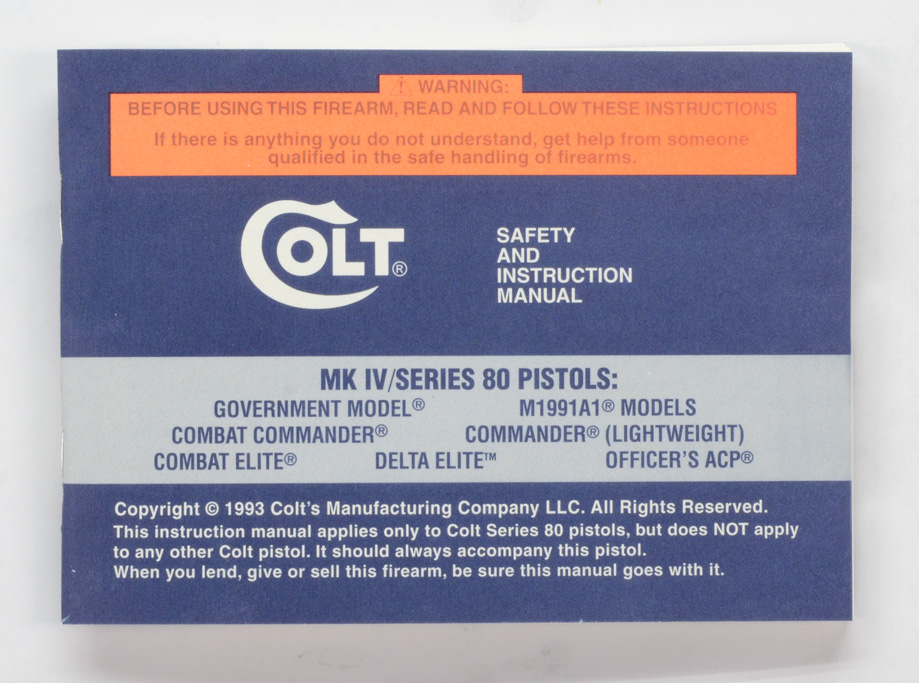 ⚠ WARNING:
BEFORE USING THIS FIREARM, READ AND FOLLOW THESE INSTRUCTIONS
If there is anything you do not understand, get help from someone
qualified in the safe handling of firearms.
COLT®
SAFETY
AND
INSTRUCTION
MANUAL
MK IV/SERIES 80 PISTOLS:
GOVERNMENT MODEL® M1991A1® MODELS
COMBAT COMMANDER® COMMANDER® (LIGHTWEIGHT)
COMBAT ELITE® DELTA ELITE™ OFFICER'S ACP®
Copyright © 1993 Colt's Manufacturing Company LLC. All Rights Reserved.
This instruction manual applies only to Colt Series 80 pistols, but does NOT apply
to any other Colt pistol. It should always accompany this pistol.
When you lend, give or sell this firearm, be sure this manual goes with it.